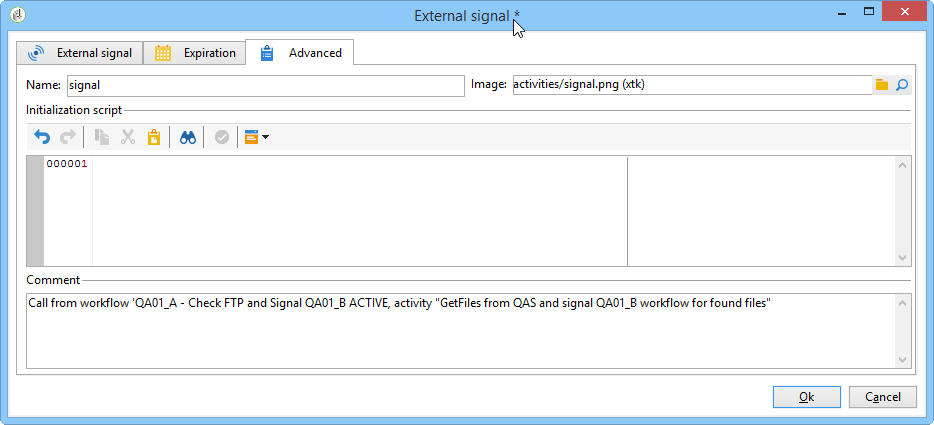 External signal *
External signal
Expiration
Advanced
Name: signal
Image: activities/signal.png (xtk)
Initialization script
000001
Comment
Call from workflow 'QA01_A - Check FTP and Signal QA01_B ACTIVE, activity "GetFiles from QAS and signal QA01_B workflow for found files"
Ok
Cancel